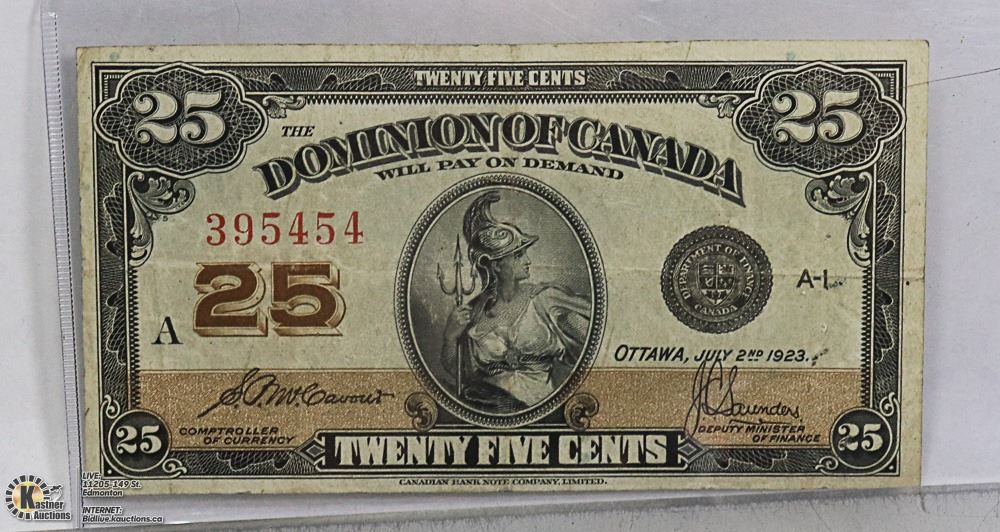 TWENTY FIVE CENTS
25 25
THE
DOMINION OF CANADA
WILL PAY ON DEMAND
395454
25
A
DEPARTMENT OF FINANCE
CANADA
A-1
OTTAWA, JULY 2ND 1923.
S.P. McCavour
J.C. Saunders
COMPTROLLER
OF CURRENCY
DEPUTY MINISTER
OF FINANCE
25 25
TWENTY FIVE CENTS
CANADIAN BANK NOTE COMPANY, LIMITED.
LIVE:
11205-149 St.
Edmonton
K
Kastner
Auctions
INTERNET:
Bidlive.kauctions.ca